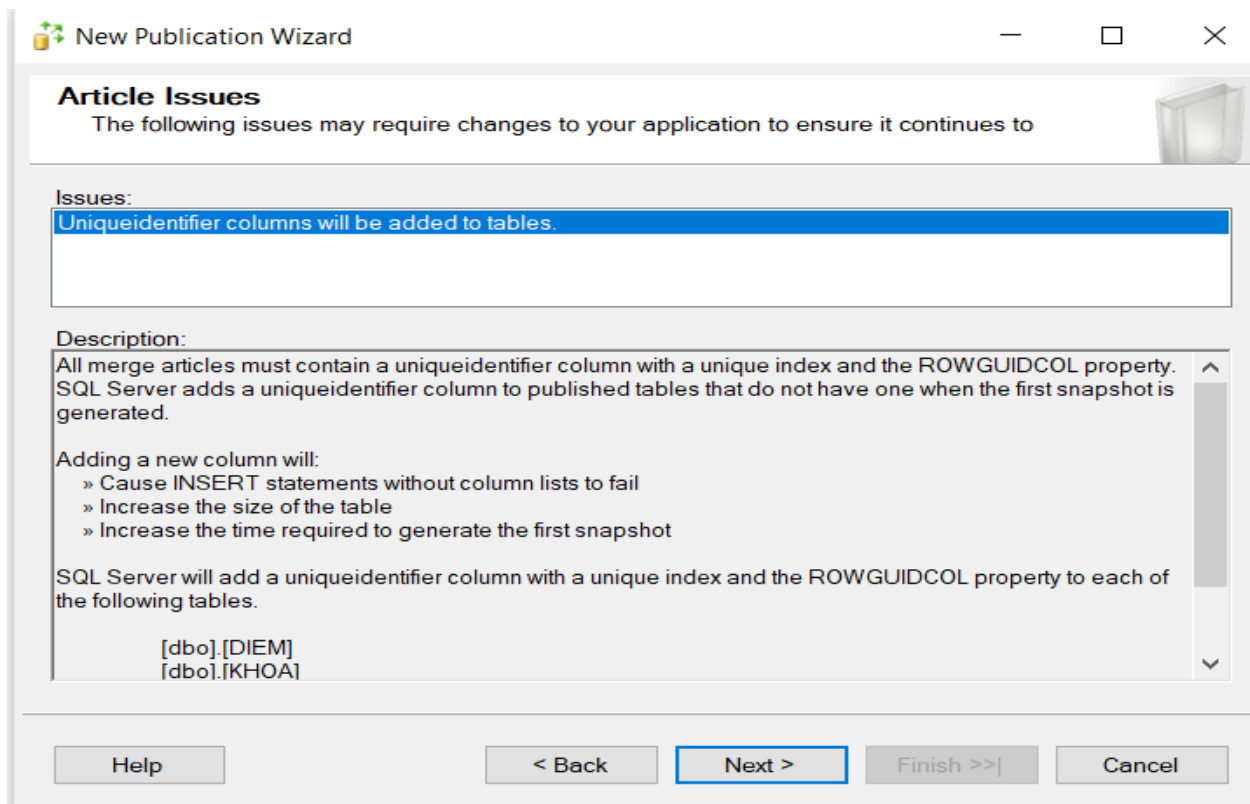 New Publication Wizard
Article Issues
The following issues may require changes to your application to ensure it continues to
Issues:
Uniqueidentifier columns will be added to tables.
Description:
All merge articles must contain a uniqueidentifier column with a unique index and the ROWGUIDCOL property.
SQL Server adds a uniqueidentifier column to published tables that do not have one when the first snapshot is
generated.
Adding a new column will:
» Cause INSERT statements without column lists to fail
» Increase the size of the table
» Increase the time required to generate the first snapshot
SQL Server will add a uniqueidentifier column with a unique index and the ROWGUIDCOL property to each of
the following tables.
[dbo].[DIEM]
[dbo].[KHOA]
Help
< Back
Next >
Finish >>|
Cancel